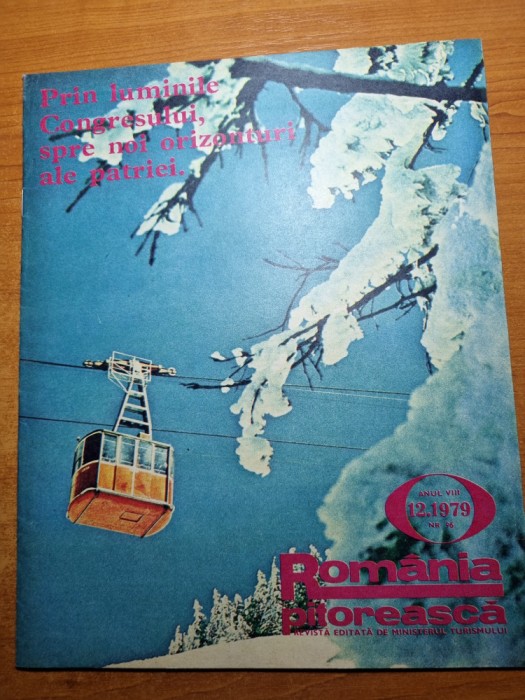 Prin luminile
Congresului,
spre noi orizonturi
ale patriei.
ANUL VIII
12.1979
NR. 96
România
pitorească
REVISTĂ EDITATĂ DE MINISTERUL TURISMULUI